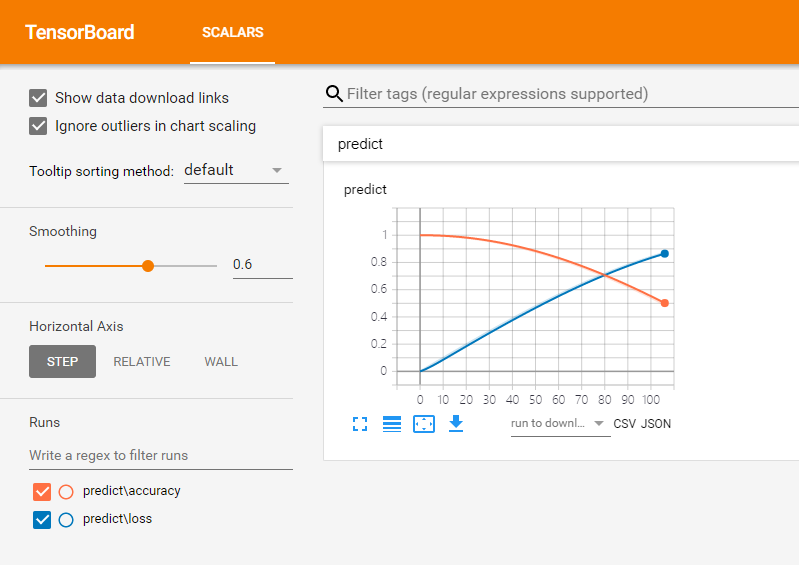 TensorBoard SCALARS
Show data download links
Ignore outliers in chart scaling
Tooltip sorting method: default
Smoothing
0.6
Horizontal Axis
STEP RELATIVE WALL
Runs
Write a regex to filter runs
predict\accuracy
predict\loss
Filter tags (regular expressions supported)
predict
predict
1
0.8
0.6
0.4
0.2
0
0 10 20 30 40 50 60 70 80 90 100
run to downl... CSV JSON